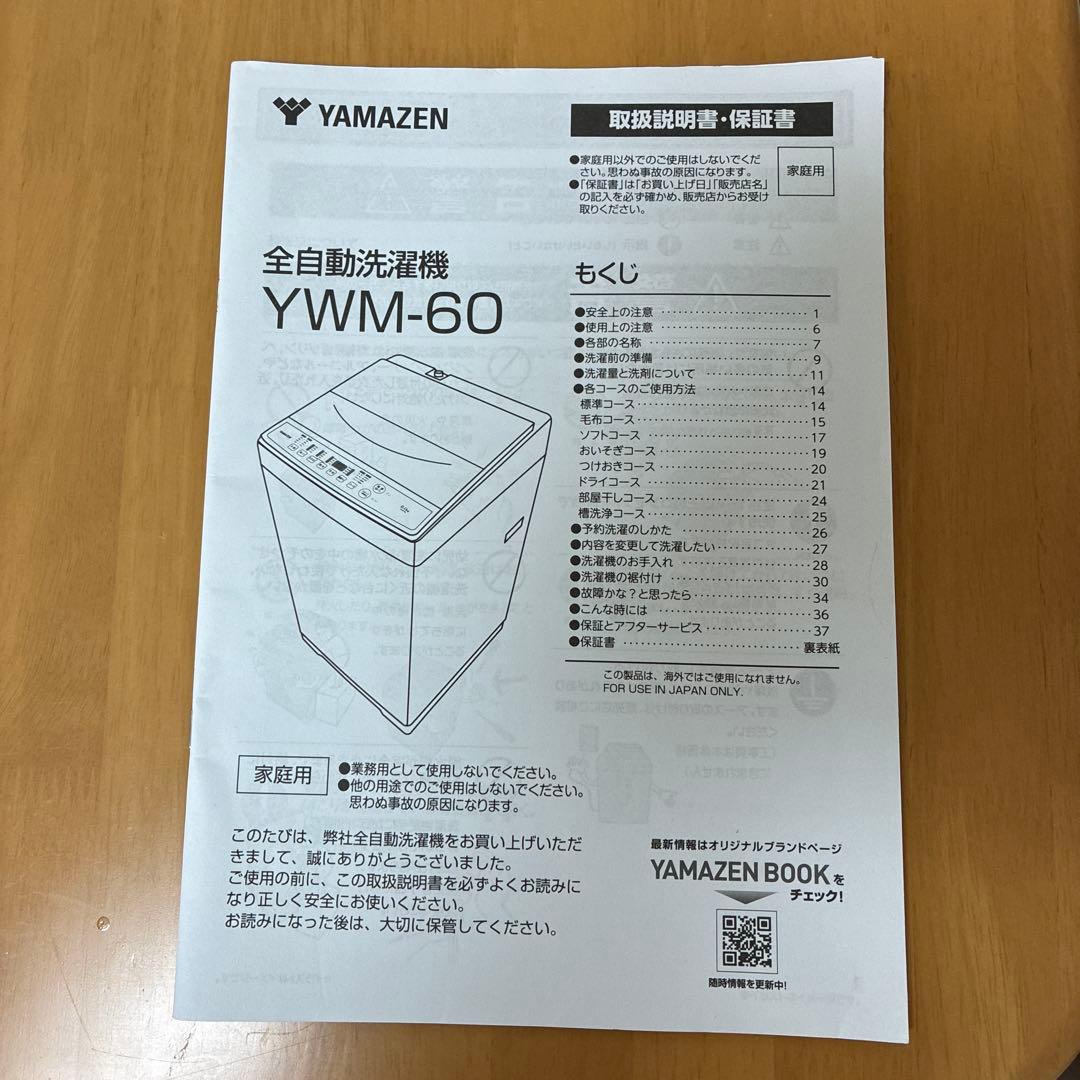 YAMAZEN
取扱説明書・保証書
●家庭用以外でのご使用はしないでくだ
さい。思わぬ事故の原因になります。
●「保証書」は「お買い上げ日」「販売店名」
の記入を必ず確かめ、販売店からお受け
取りください。
家庭用
全自動洗濯機
YWM-60
もくじ
●安全上の注意 ‥‥‥‥‥‥‥‥‥‥ 1
●使用上の注意 ‥‥‥‥‥‥‥‥‥‥ 6
●各部の名称 ‥‥‥‥‥‥‥‥‥‥ 7
●洗濯前の準備 ‥‥‥‥‥‥‥‥‥‥ 9
●洗濯量と洗剤について ‥‥‥‥‥‥‥ 11
●各コースのご使用方法 ‥‥‥‥‥‥‥ 14
標準コース‥‥‥‥‥‥‥‥‥‥ 14
毛布コース‥‥‥‥‥‥‥‥‥‥ 15
ソフトコース‥‥‥‥‥‥‥‥‥ 17
おいそぎコース‥‥‥‥‥‥‥‥ 19
つけおきコース‥‥‥‥‥‥‥‥ 20
ドライコース‥‥‥‥‥‥‥‥‥ 21
部屋干しコース‥‥‥‥‥‥‥‥ 24
槽洗浄コース‥‥‥‥‥‥‥‥‥ 25
●予約洗濯のしかた ‥‥‥‥‥‥‥‥ 26
●内容を変更して洗濯したい‥‥‥‥‥ 27
●洗濯機のお手入れ ‥‥‥‥‥‥‥‥ 28
●洗濯機の裾付け ‥‥‥‥‥‥‥‥‥ 30
●故障かな？と思ったら‥‥‥‥‥‥‥ 34
●こんな時には ‥‥‥‥‥‥‥‥‥‥ 36
●保証とアフターサービス‥‥‥‥‥‥ 37
●保証書 ‥‥‥‥‥‥‥‥‥‥ 裏表紙
この製品は、海外ではご使用になれません。
FOR USE IN JAPAN ONLY.
家庭用
●業務用として使用しないでください。
●他の用途でのご使用はしないでください。
思わぬ事故の原因になります。
このたびは、弊社全自動洗濯機をお買い上げいただ
きまして、誠にありがとうございました。
ご使用の前に、この取扱説明書を必ずよくお読みに
なり正しく安全にお使いください。
お読みになった後は、大切に保管してください。
最新情報はオリジナルブランドページ
YAMAZEN BOOKを
チェック!
随時情報を更新中!